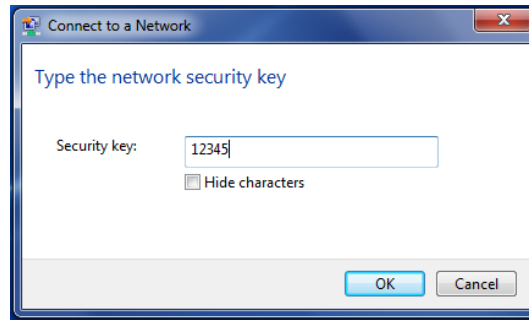 Connect to a Network
Type the network security key
Security key: 12345
Hide characters
OK Cancel